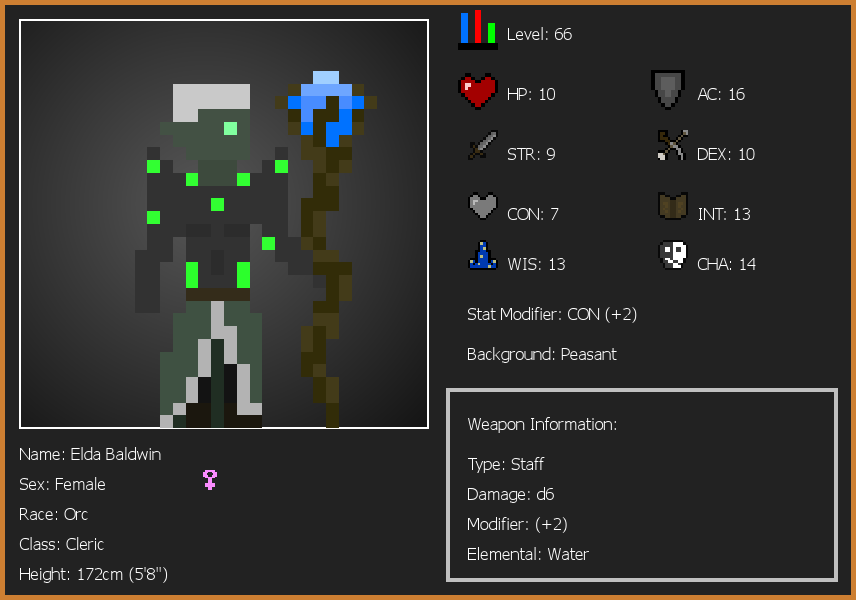 Level: 66
HP: 10
AC: 16
STR: 9
DEX: 10
CON: 7
INT: 13
WIS: 13
CHA: 14
Stat Modifier: CON (+2)
Background: Peasant
Weapon Information:
Type: Staff
Damage: d6
Modifier: (+2)
Elemental: Water
Name: Elda Baldwin
Sex: Female
Race: Orc
Class: Cleric
Height: 172cm (5'8")